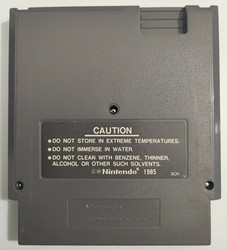 CAUTION
●DO NOT STORE IN EXTREME TEMPERATURES.
●DO NOT IMMERSE IN WATER.
●DO NOT CLEAN WITH BENZENE, THINNER,
ALCOHOL OR OTHER SUCH SOLVENTS.
©®Nintendo® 1985
Nintendo